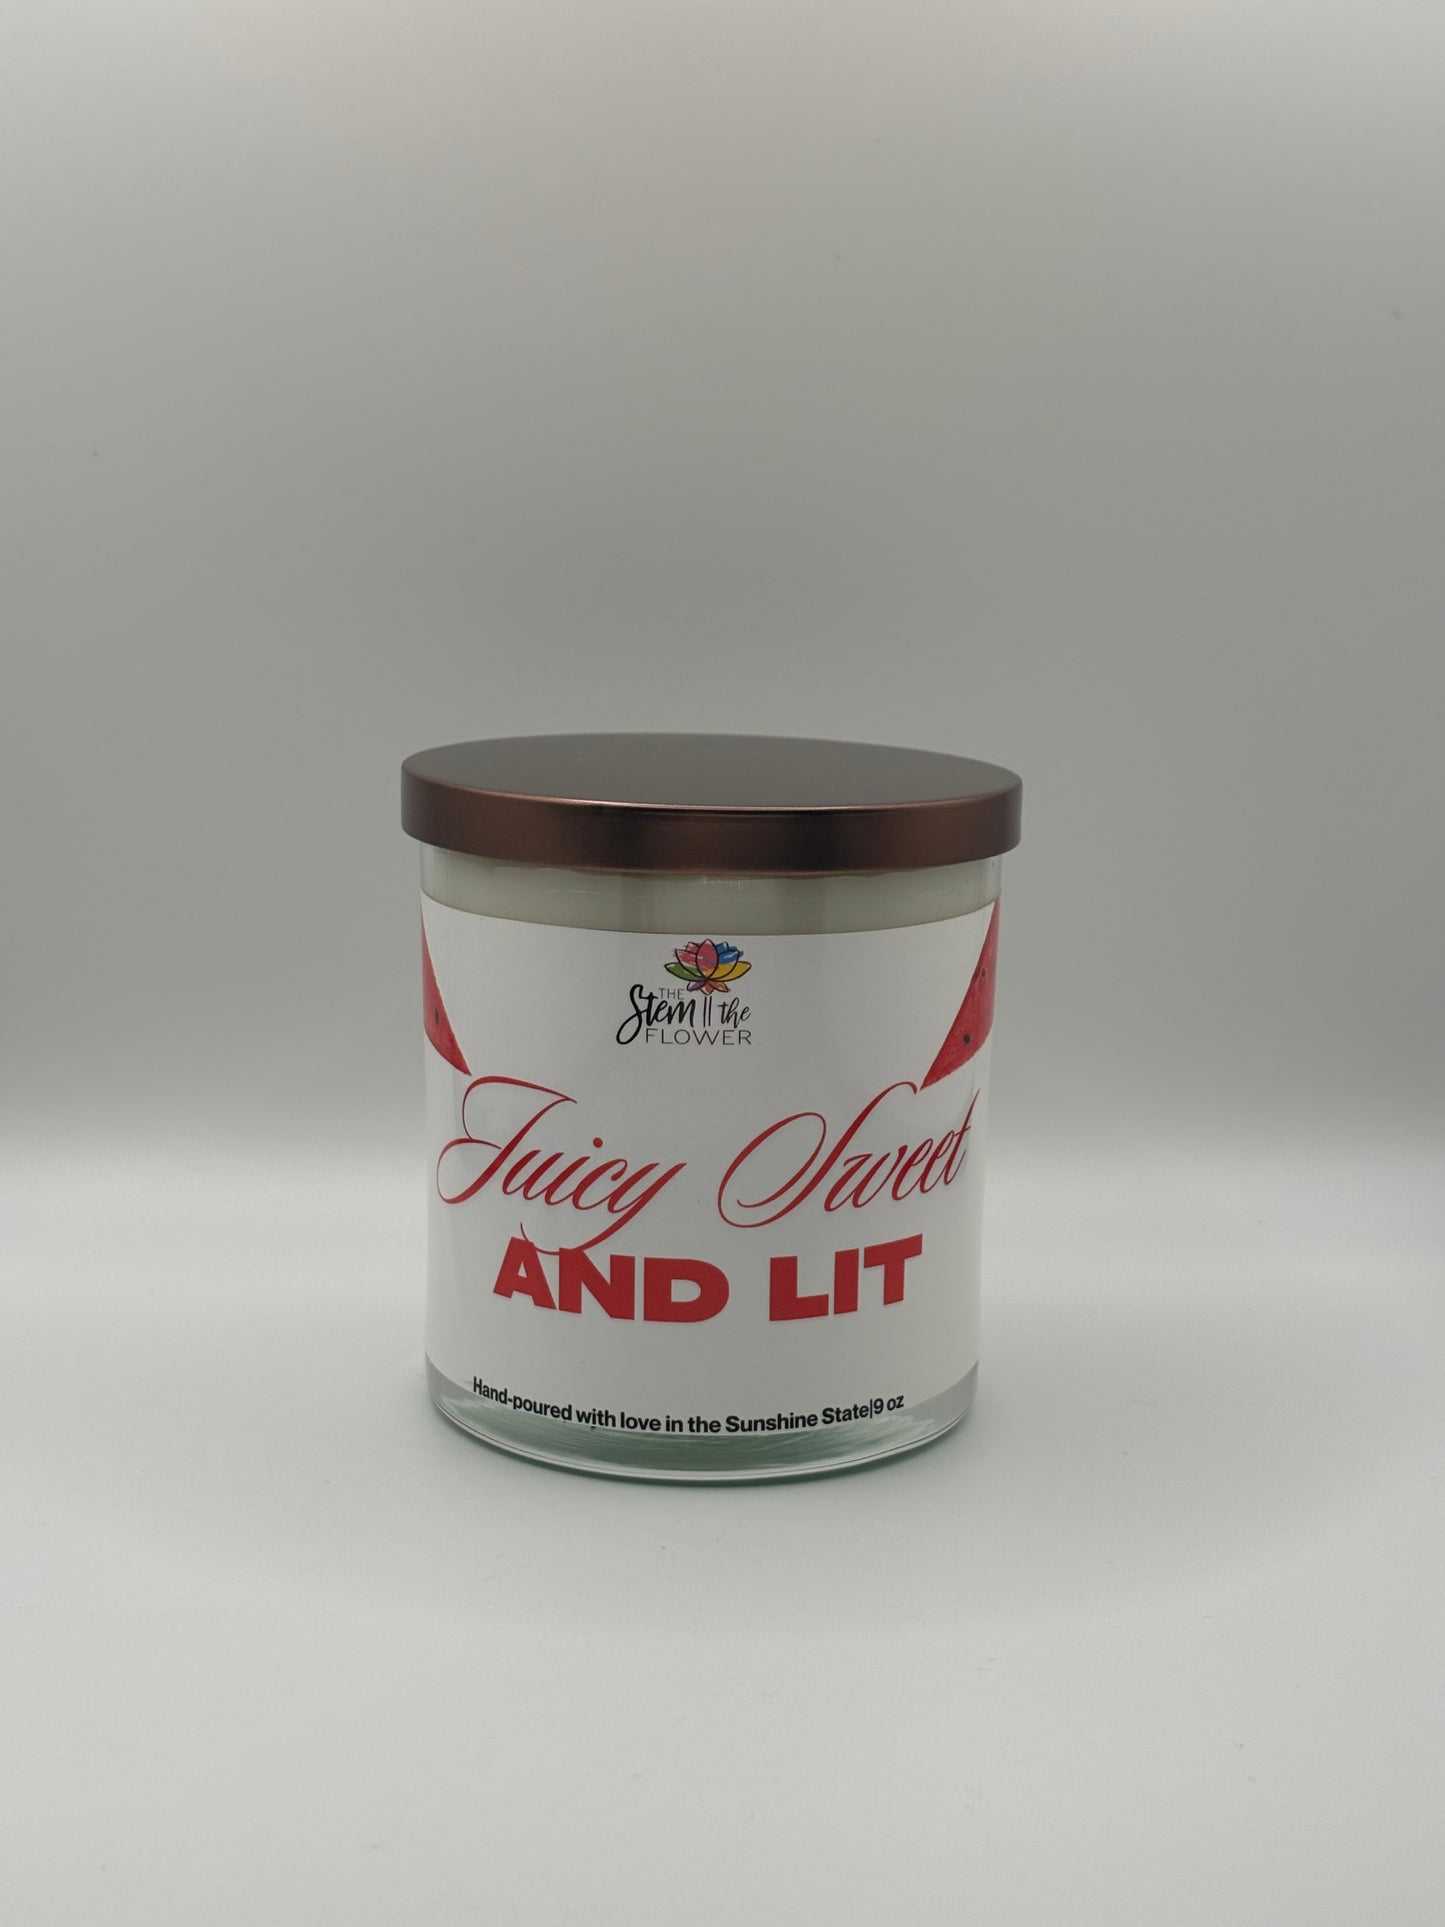 THE
Stem || the
FLOWER
Juicy Sweet
AND LIT
Hand-poured with love in the Sunshine State|9 oz